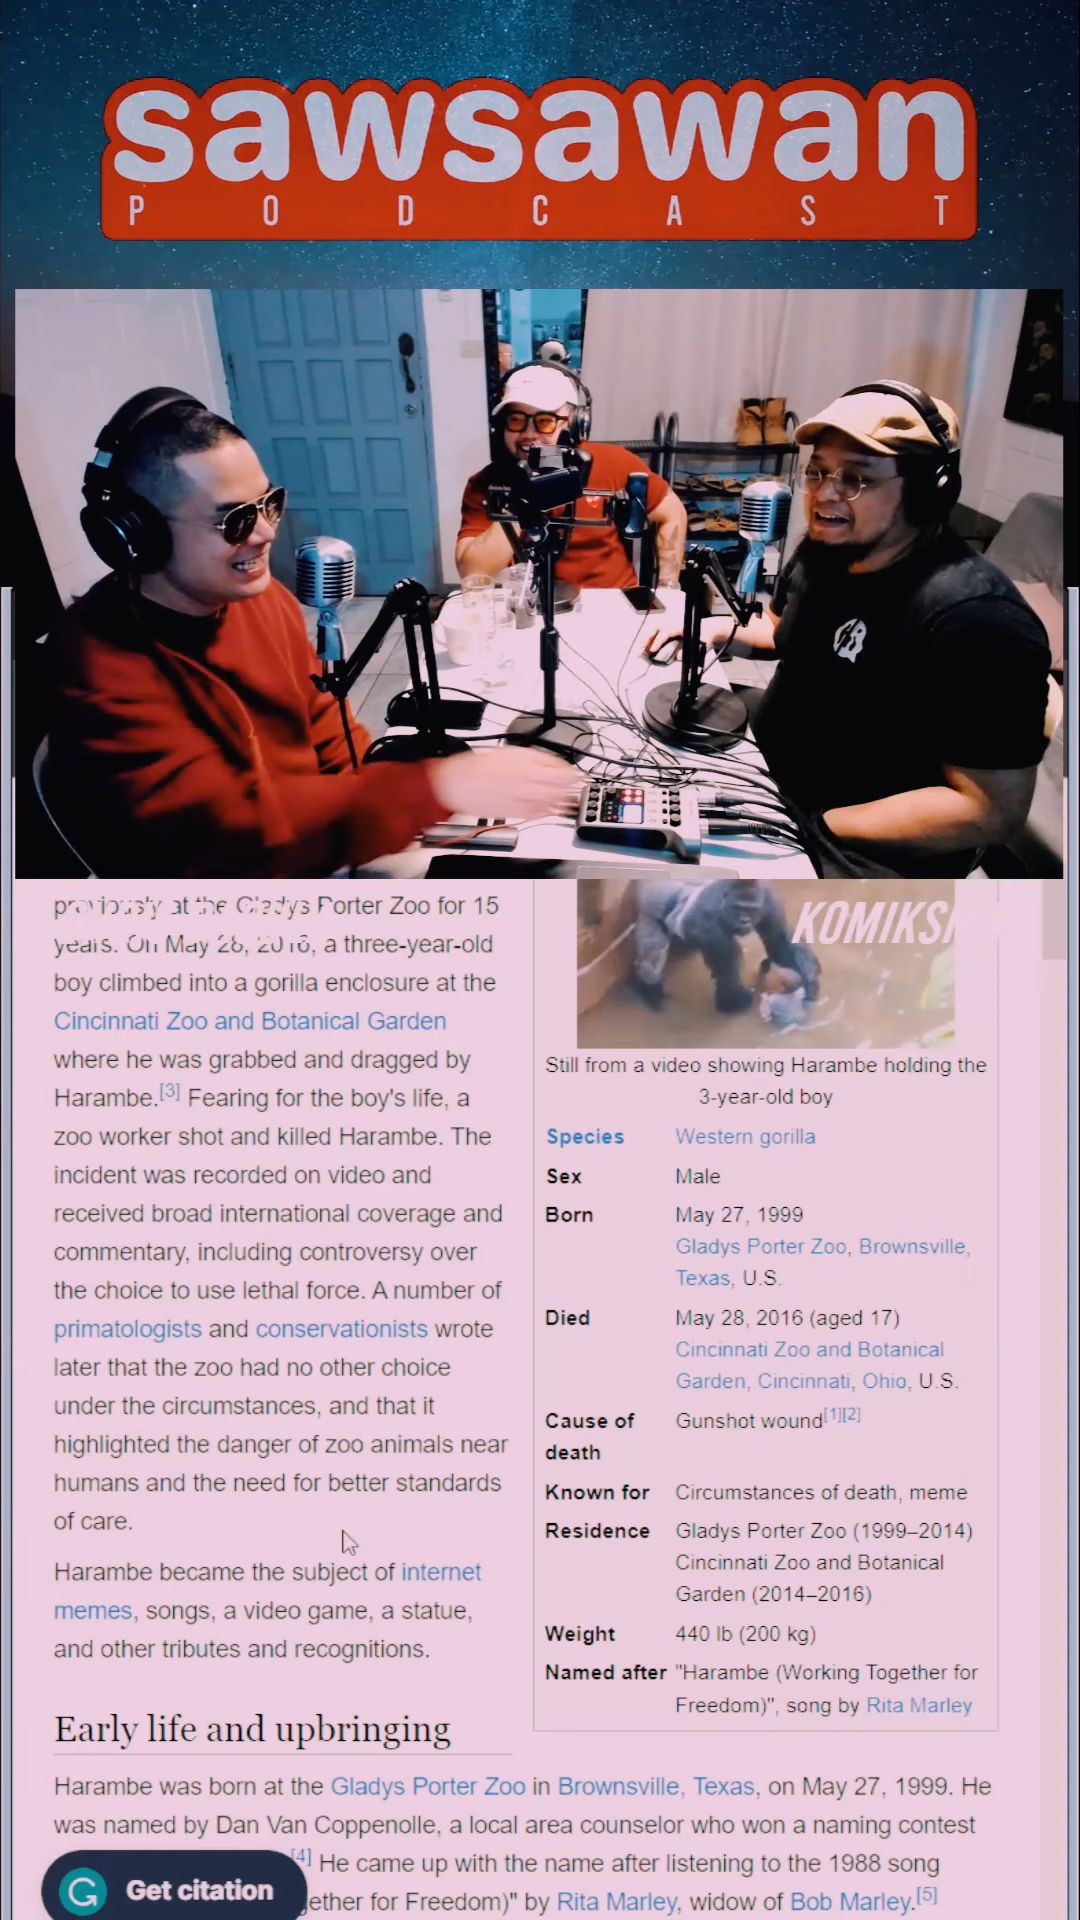 sawsawan
PODCAST
previously at the Gladys Porter Zoo for 15
years. On May 28, 2016, a three-year-old
boy climbed into a gorilla enclosure at the
Cincinnati Zoo and Botanical Garden
where he was grabbed and dragged by
Harambe.[3] Fearing for the boy's life, a
zoo worker shot and killed Harambe. The
incident was recorded on video and
received broad international coverage and
commentary, including controversy over
the choice to use lethal force. A number of
primatologists and conservationists wrote
later that the zoo had no other choice
under the circumstances, and that it
highlighted the danger of zoo animals near
humans and the need for better standards
of care.
Harambe became the subject of internet
memes, songs, a video game, a statue,
and other tributes and recognitions.
KOMIKS
Still from a video showing Harambe holding the
3-year-old boy
Species Western gorilla
Sex Male
Born May 27, 1999
Gladys Porter Zoo, Brownsville,
Texas, U.S.
Died May 28, 2016 (aged 17)
Cincinnati Zoo and Botanical
Garden, Cincinnati, Ohio, U.S.
Cause of Gunshot wound[1][2]
death
Known for Circumstances of death, meme
Residence Gladys Porter Zoo (1999–2014)
Cincinnati Zoo and Botanical
Garden (2014–2016)
Weight 440 lb (200 kg)
Named after "Harambe (Working Together for
Freedom)", song by Rita Marley
Early life and upbringing
Harambe was born at the Gladys Porter Zoo in Brownsville, Texas, on May 27, 1999. He
was named by Dan Van Coppenolle, a local area counselor who won a naming contest
[4] He came up with the name after listening to the 1988 song
gether for Freedom)" by Rita Marley, widow of Bob Marley.[5]
Get citation